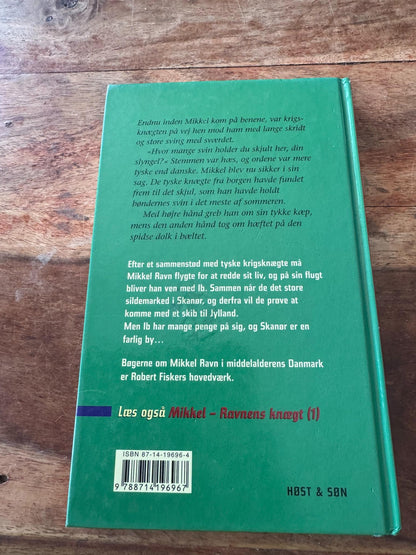 Endnu inden Mikkel kom på benene, var krigs-
knægten på vej hen mod ham med lange skridt
og store sving med sværdet.
»Hvor mange svin holder du skjult her, din
slyngel?« Stemmen var hæs, og ordene var mere
tyske end danske. Mikkel blev nu sikker i sin
sag. De tyske knægte fra borgen havde fundet
frem til det skjul, som han havde holdt
bøndernes svin i det meste af sommeren.
Med højre hånd greb han om sin tykke kæp,
mens den anden hånd tog om hæftet på den
spidse dolk i bæltet.
Efter et sammenstød med tyske krigsknægte må
Mikkel Ravn flygte for at redde sit liv, og på sin flugt
bliver han ven med Ib. Sammen når de det store
sildemarked i Skanør, og derfra vil de prøve at
komme med et skib til Jylland.
Men Ib har mange penge på sig, og Skanør er en
farlig by...
Bøgerne om Mikkel Ravn i middelalderens Danmark
er Robert Fiskers hovedværk.
Læs også Mikkel – Ravnens knægt (1)
ISBN 87-14-19696-4
9 788714 196967
HØST & SØN